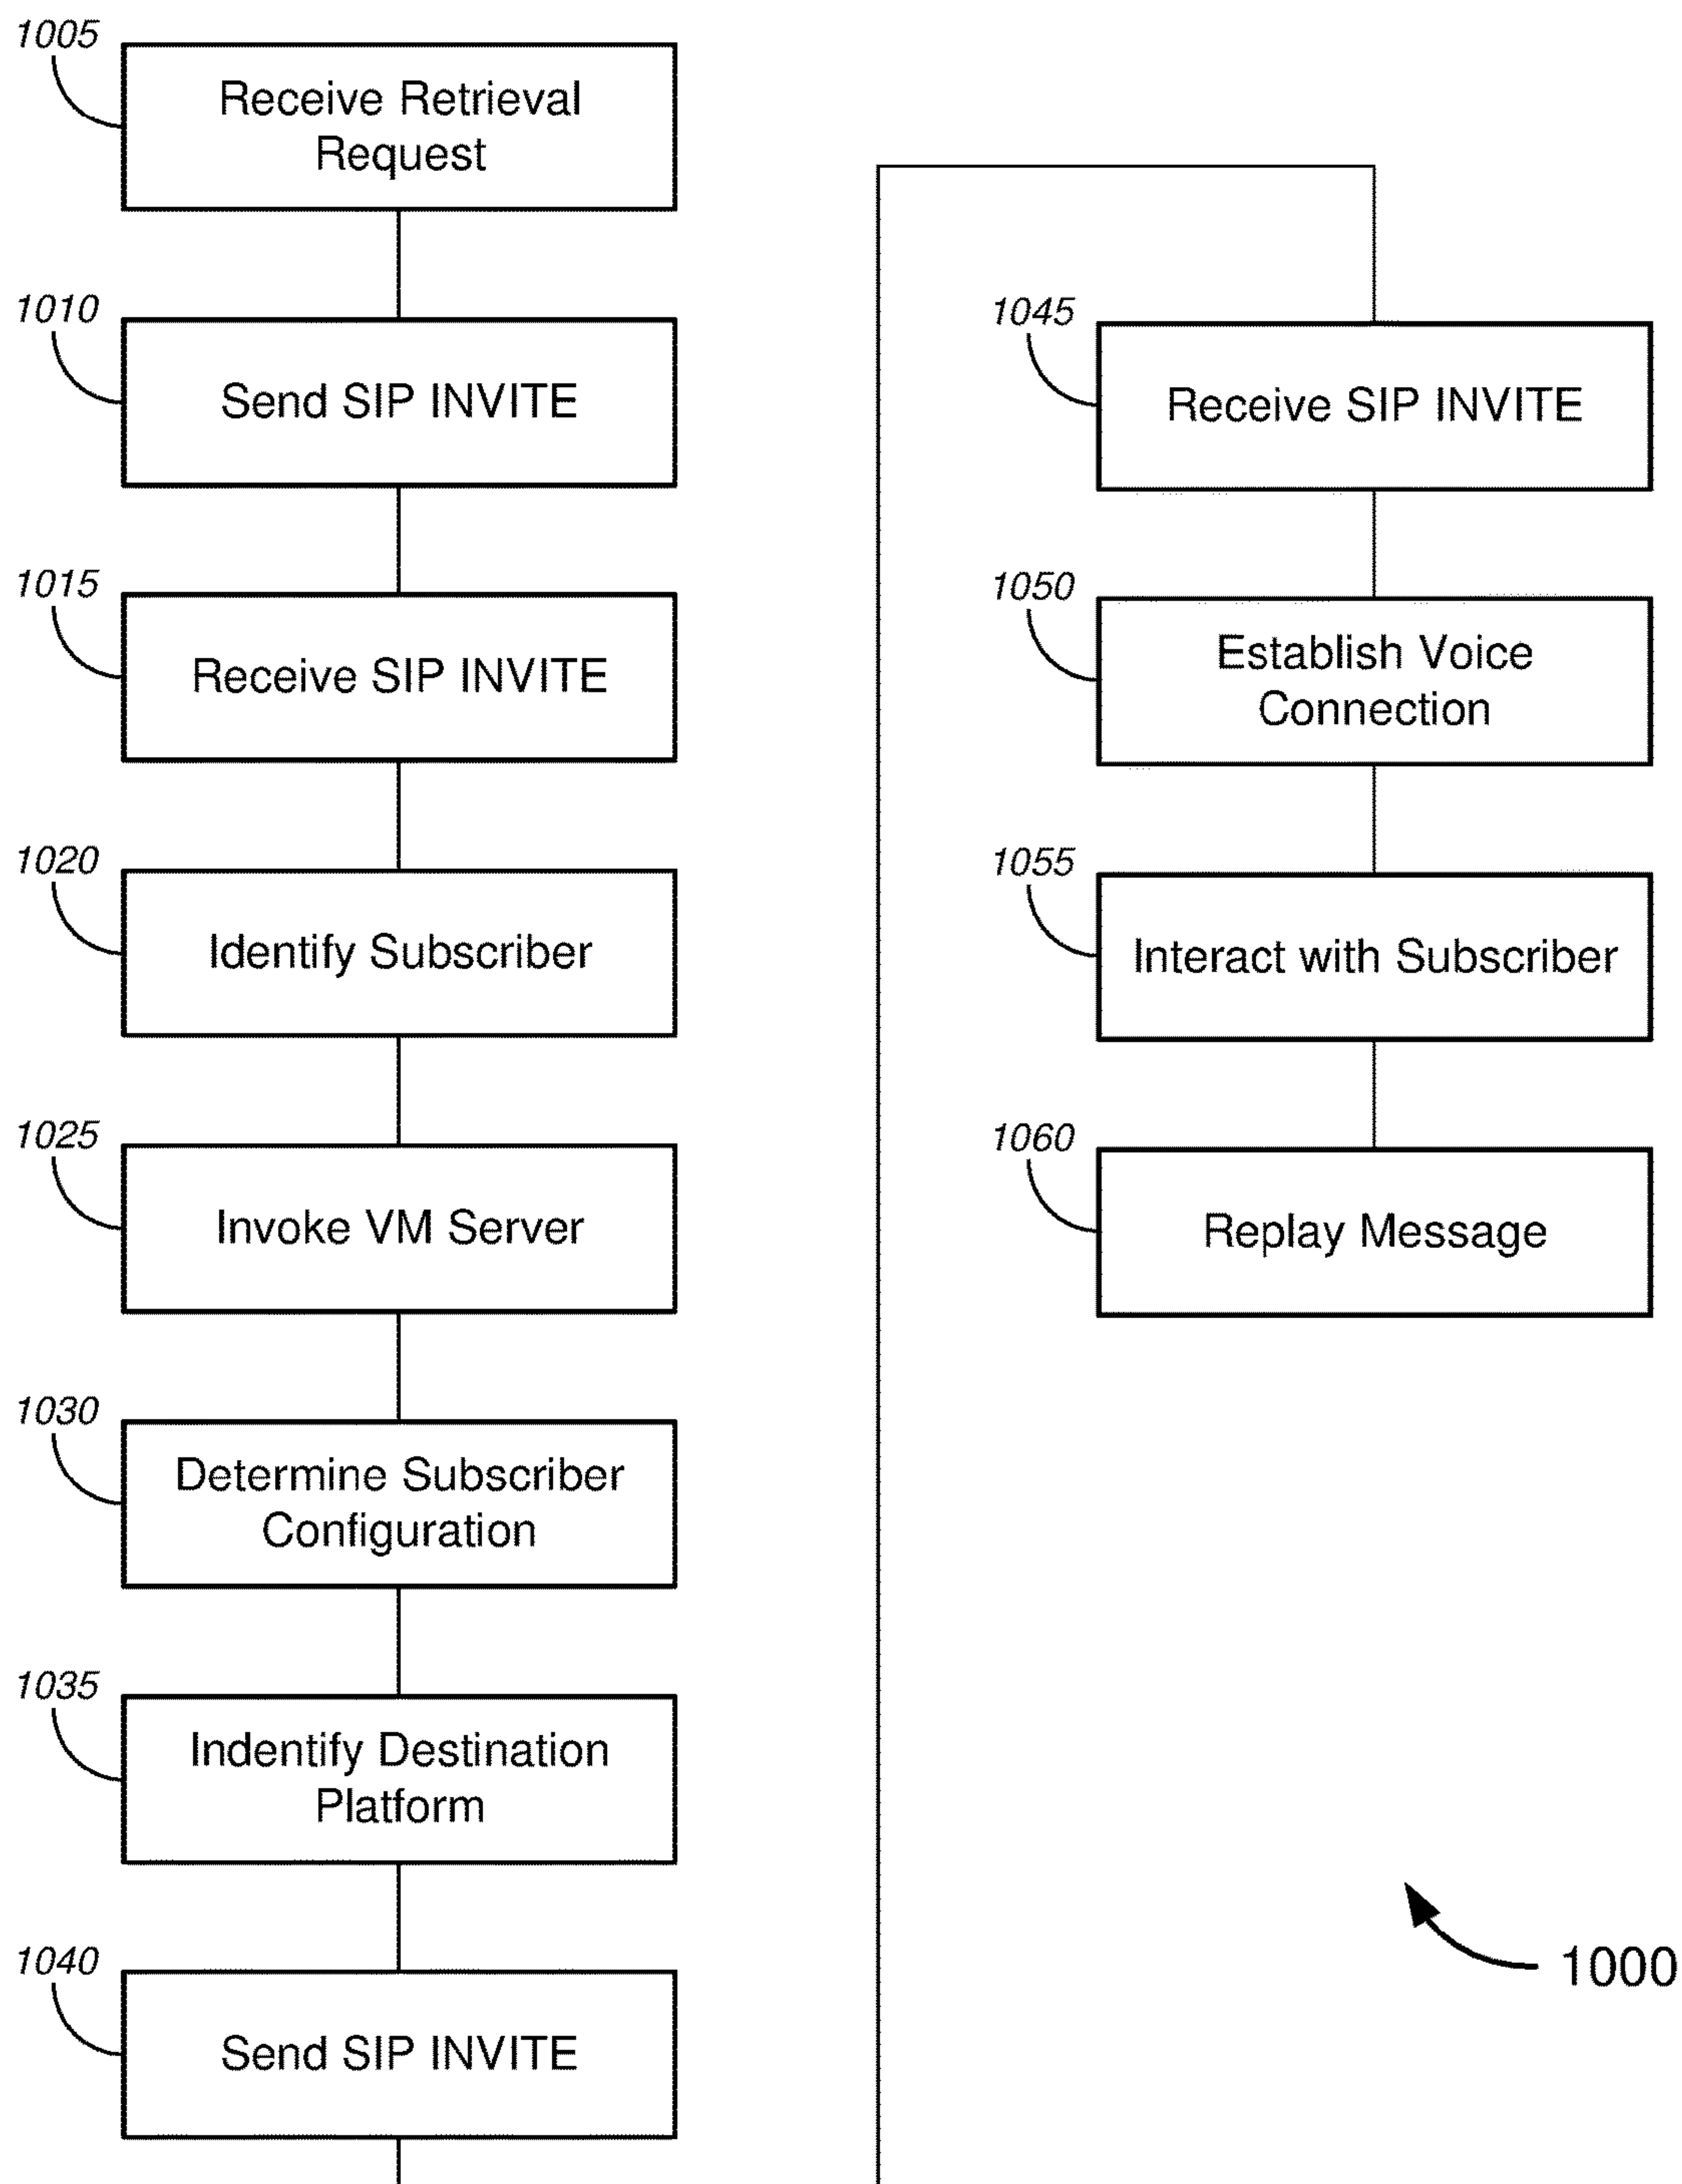 1005
Receive Retrieval
Request
1010
Send SIP INVITE
1015
Receive SIP INVITE
1020
Identify Subscriber
1025
Invoke VM Server
1030
Determine Subscriber
Configuration
1035
Indentify Destination
Platform
1040
Send SIP INVITE
1045
Receive SIP INVITE
1050
Establish Voice
Connection
1055
Interact with Subscriber
1060
Replay Message
1000